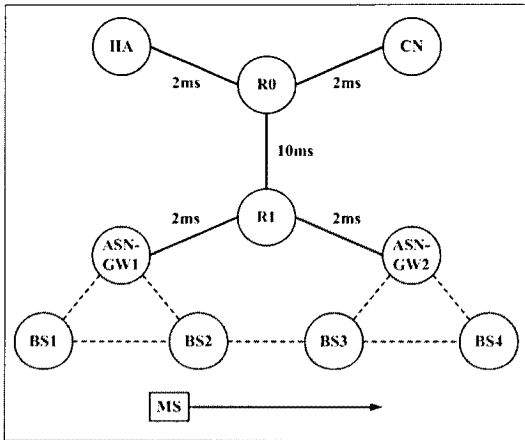 HA
CN
2ms
R0
2ms
10ms
2ms
R1
2ms
ASN-
GW1
ASN-
GW2
BS1
BS2
BS3
BS4
MS